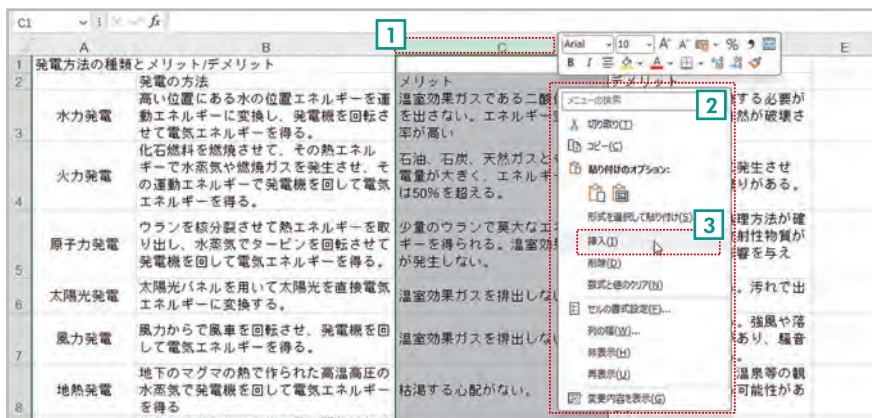 C1
fx
1
A
B
C
E
Arial
10
A A % 9
B I A
1 発電方法の種類とメリット/デメリット
2 発電の方法 メリット デメリット
メニューの検索
2
切り取り(T)
コピー(C)
貼り付けのオプション:
形式を選択して貼り付け(S)
3
挿入(I)
削除(D)
数式と値のクリア(N)
セルの書式設定(F)...
列の幅(W)...
非表示(H)
再表示(U)
変更内容を表示(G)
3
水力発電
高い位置にある水の位置エネルギーを運
動エネルギーに変換し、発電機を回転さ
せて電気エネルギーを得る。
温室効果ガスである二酸
を出さない。エネルギー
率が高い
する必要が
然が破壊さ
4
火力発電
化石燃料を燃焼させて、その熱エネル
ギーで水蒸気や燃焼ガスを発生させ、そ
の運動エネルギーで発電機を回して電気
エネルギーを得る。
石油、石炭、天然ガスと
電量が大きく、エネルギ
は50%を超える。
発生させ
りがある。
5
原子力発電
ウランを核分裂させて熱エネルギーを取
り出し、水蒸気でタービンを回転させて
発電機を回して電気エネルギーを得る。
少量のウランで莫大なエ
ギーを得られる。温室効
が発生しない。
理方法が確
射性物質が
響を与え
6
太陽光発電
太陽光パネルを用いて太陽光を直接電気
エネルギーに変換する。
温室効果ガスを排出しな
。汚れで出
7
風力発電
風力からで風車を回転させ、発電機を回
して電気エネルギーを得る。
温室効果ガスを排出しな
。強風や落
あり、騒音
8
地熱発電
地下のマグマの熱で作られた高温高圧の
水蒸気で発電機を回して電気エネルギー
を得る
枯渇する心配がない。
温泉等の観
可能性があ